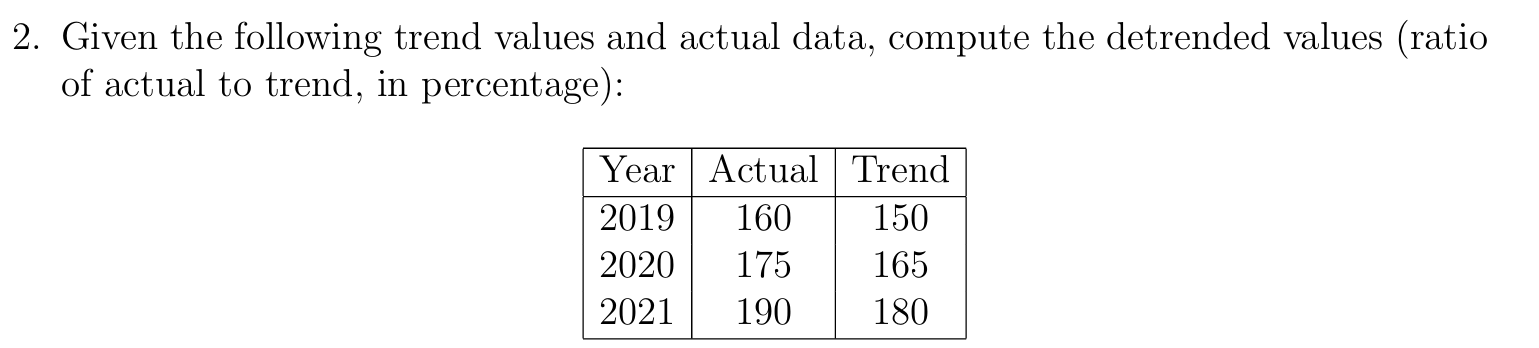 2. Given the following trend values and actual data, compute the detrended values (ratio
of actual to trend, in percentage):
Year Actual Trend
2019 160 150
2020 175 165
2021 190 180